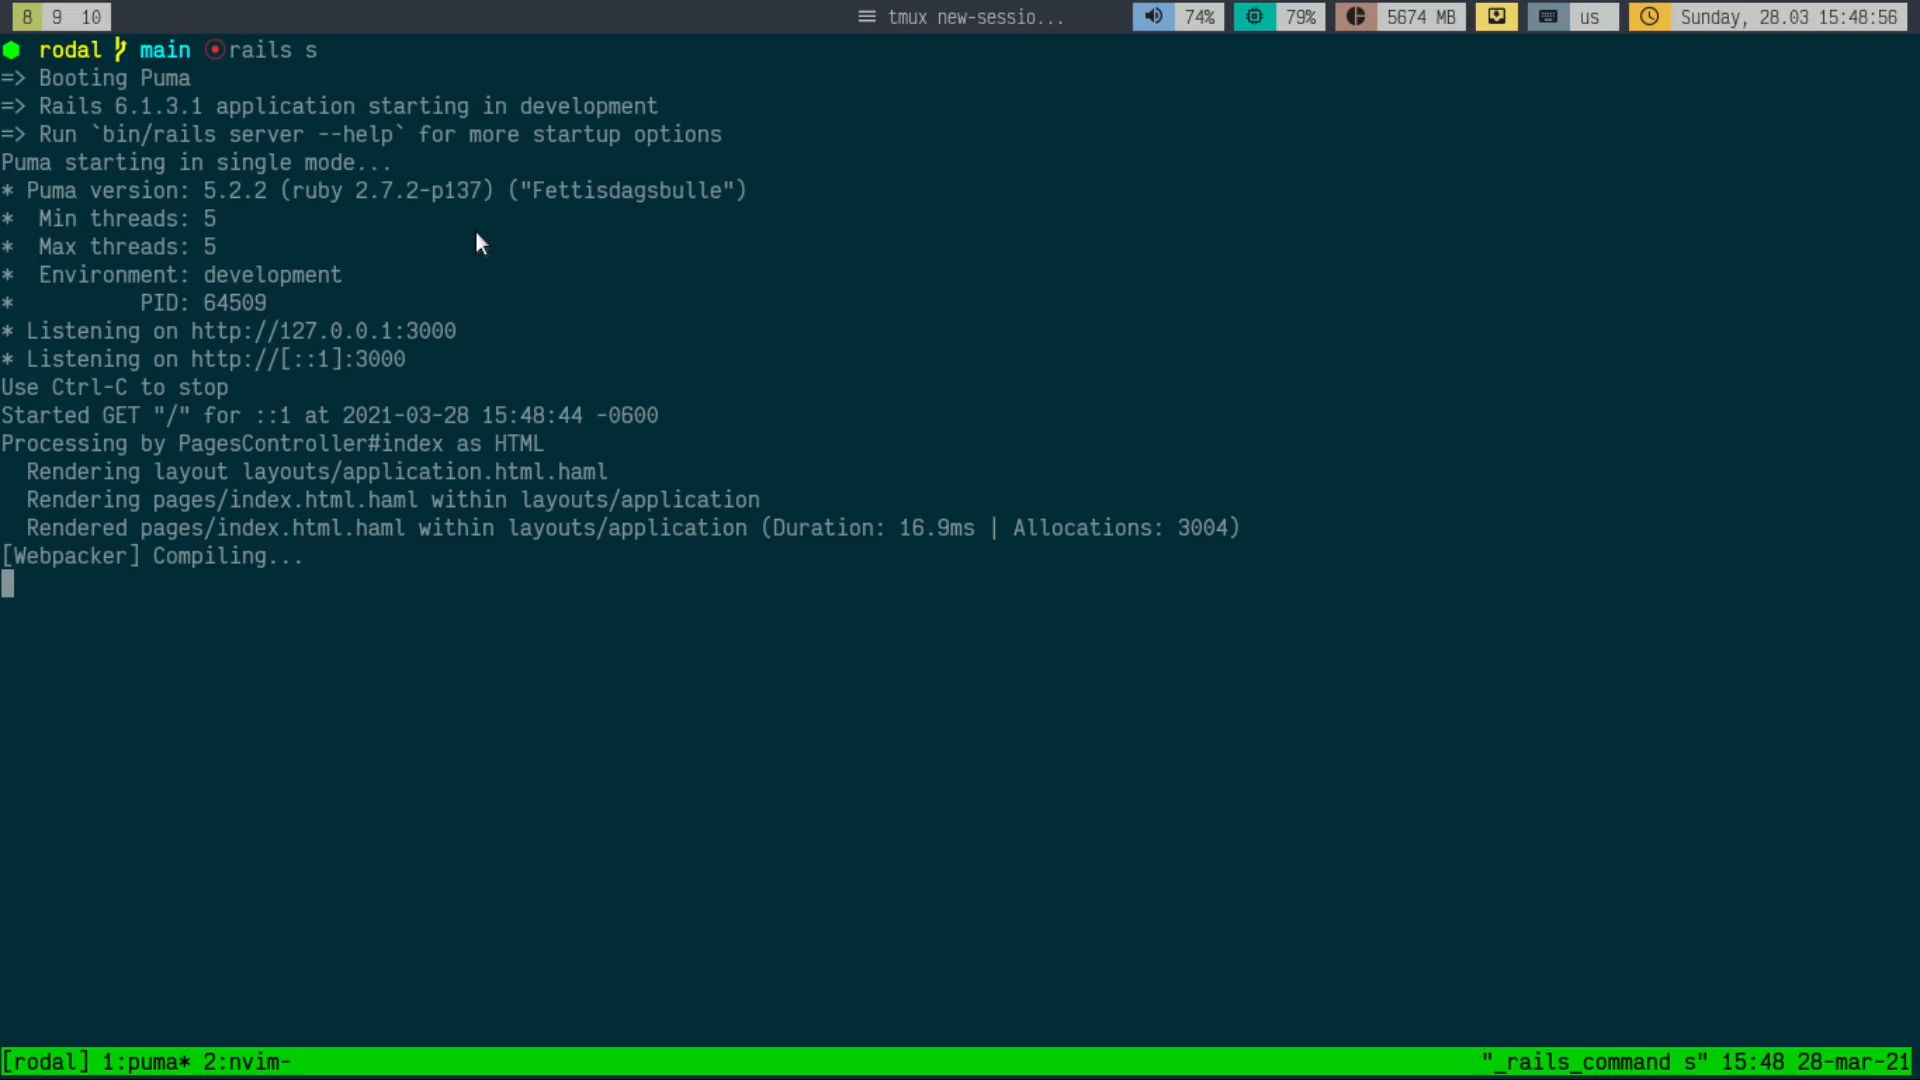 8 9 10 tmux new-sessio... 74% 79% 5674 MB us Sunday, 28.03 15:48:56
rodal main rails s
=> Booting Puma
=> Rails 6.1.3.1 application starting in development
=> Run `bin/rails server --help` for more startup options
Puma starting in single mode...
* Puma version: 5.2.2 (ruby 2.7.2-p137) ("Fettisdagsbulle")
*  Min threads: 5
*  Max threads: 5
*  Environment: development
*          PID: 64509
* Listening on http://127.0.0.1:3000
* Listening on http://[::1]:3000
Use Ctrl-C to stop
Started GET "/" for ::1 at 2021-03-28 15:48:44 -0600
Processing by PagesController#index as HTML
  Rendering layout layouts/application.html.haml
  Rendering pages/index.html.haml within layouts/application
  Rendered pages/index.html.haml within layouts/application (Duration: 16.9ms | Allocations: 3004)
[Webpacker] Compiling...
[rodal] 1:puma* 2:nvim- "_rails_command s" 15:48 28-mar-21